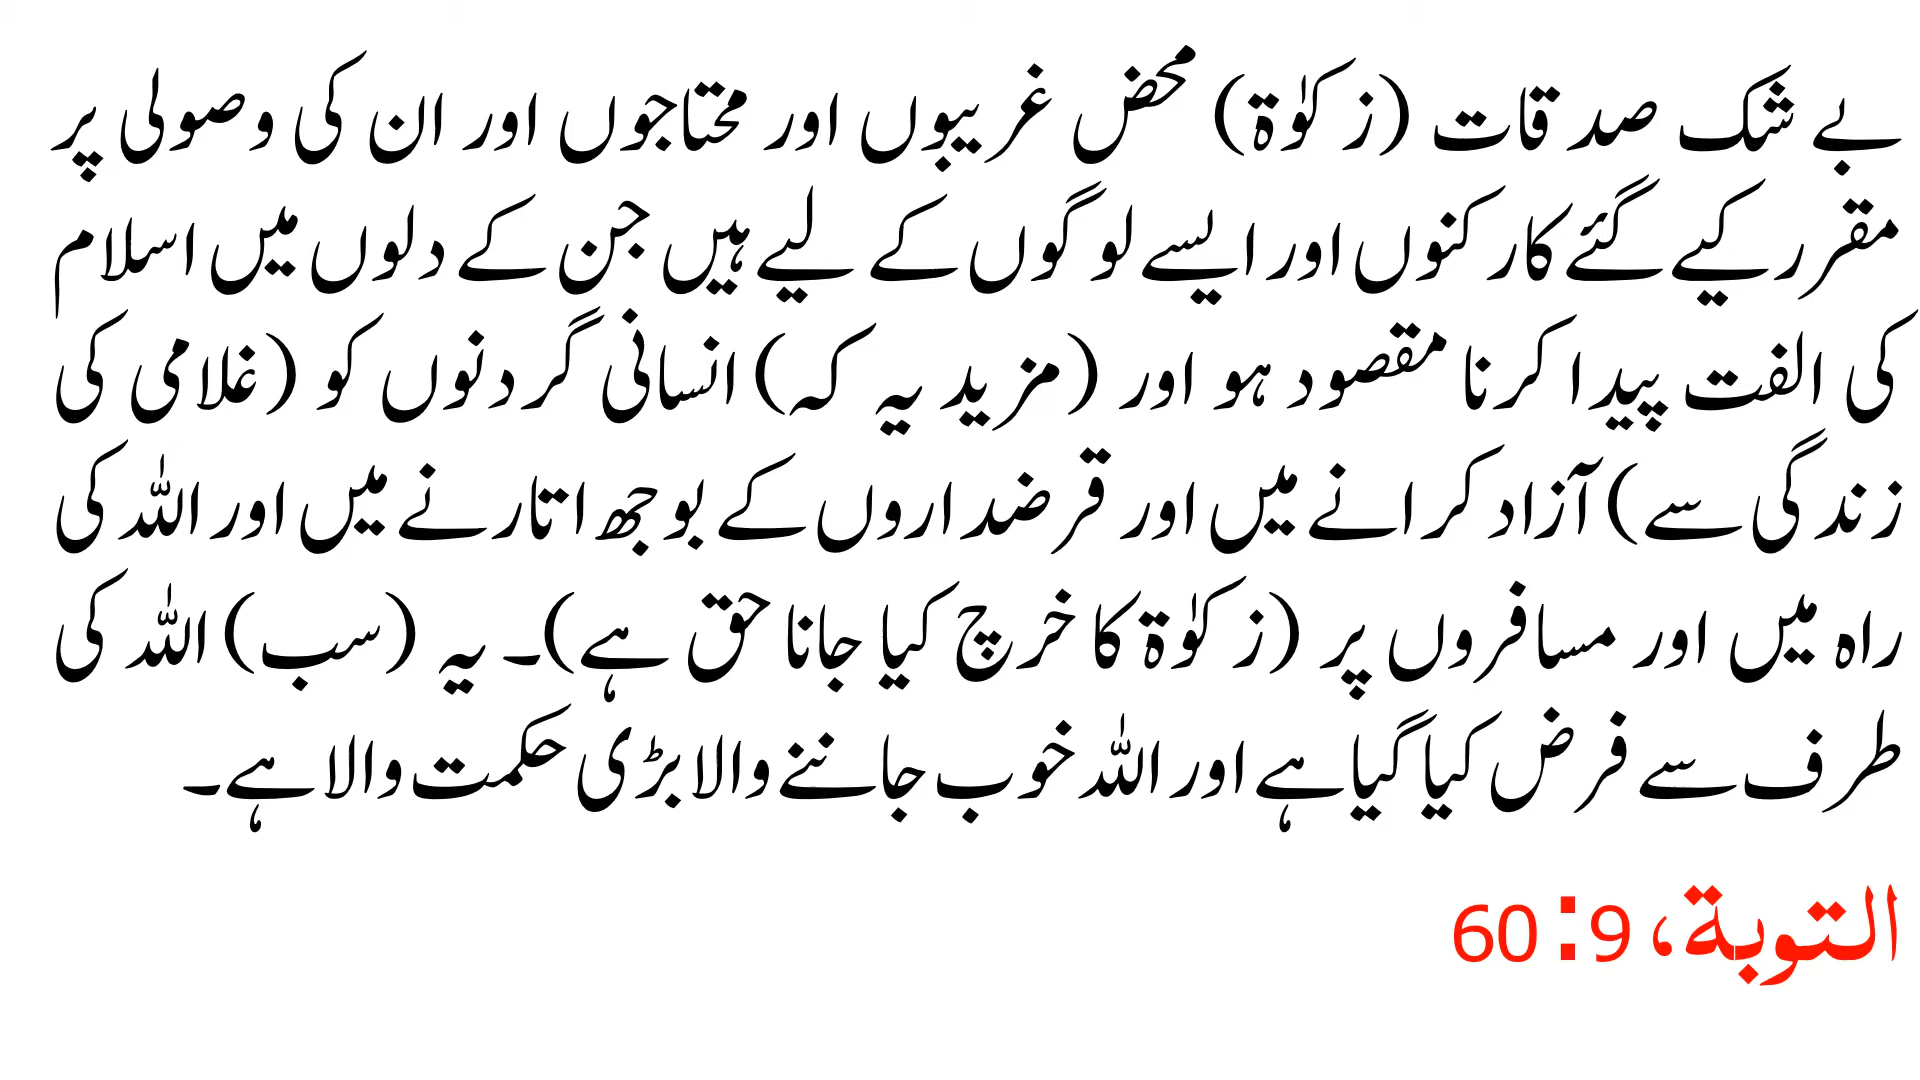 بے شک صدقات (زکوٰۃ) محض غریبوں اور محتاجوں اور ان کی وصولی پر
مقرر کیے گئے کارکنوں اور ایسے لوگوں کے لیے ہیں جن کے دلوں میں اسلام
کی الفت پیدا کرنا مقصود ہو اور (مزید یہ کہ) انسانی گردنوں کو (غلامی کی
زندگی سے) آزاد کرانے میں اور قرضداروں کے بوجھ اتارنے میں اور اللہ کی
راہ میں اور مسافروں پر (زکوٰۃ کا خرچ کیا جانا حق ہے)۔ یہ (سب) اللہ کی
طرف سے فرض کیا گیا ہے اور اللہ خوب جاننے والا بڑی حکمت والا ہے۔
التوبة، 9:60